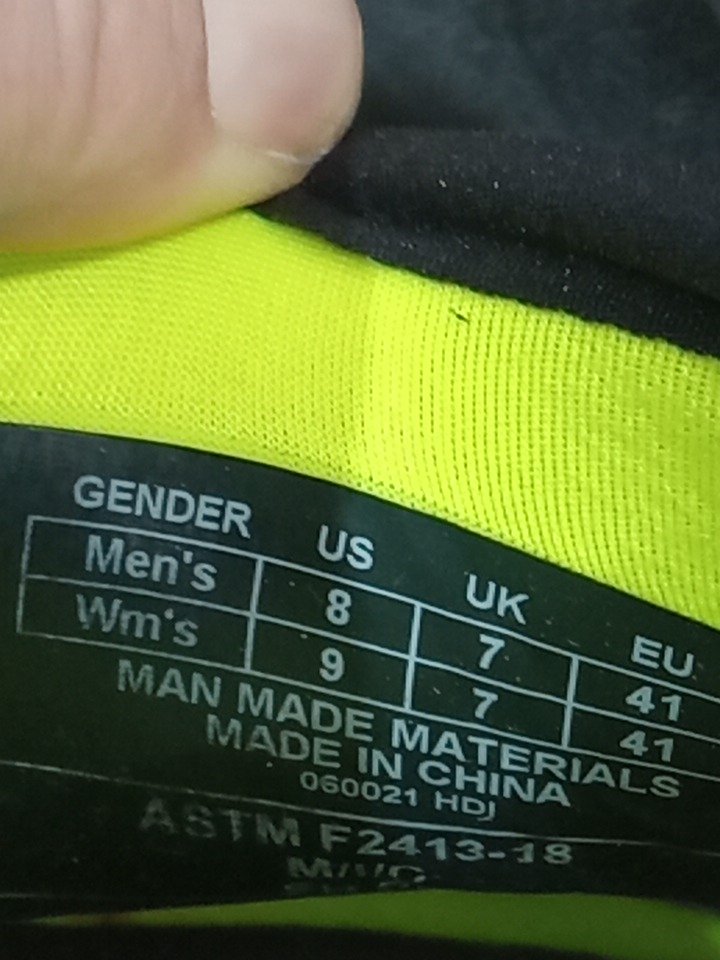 GENDER US UK EU
Men's 8 7 41
Wm's 9 7 41
MAN MADE MATERIALS
MADE IN CHINA
060021 HDJ
ASTM F2413-18